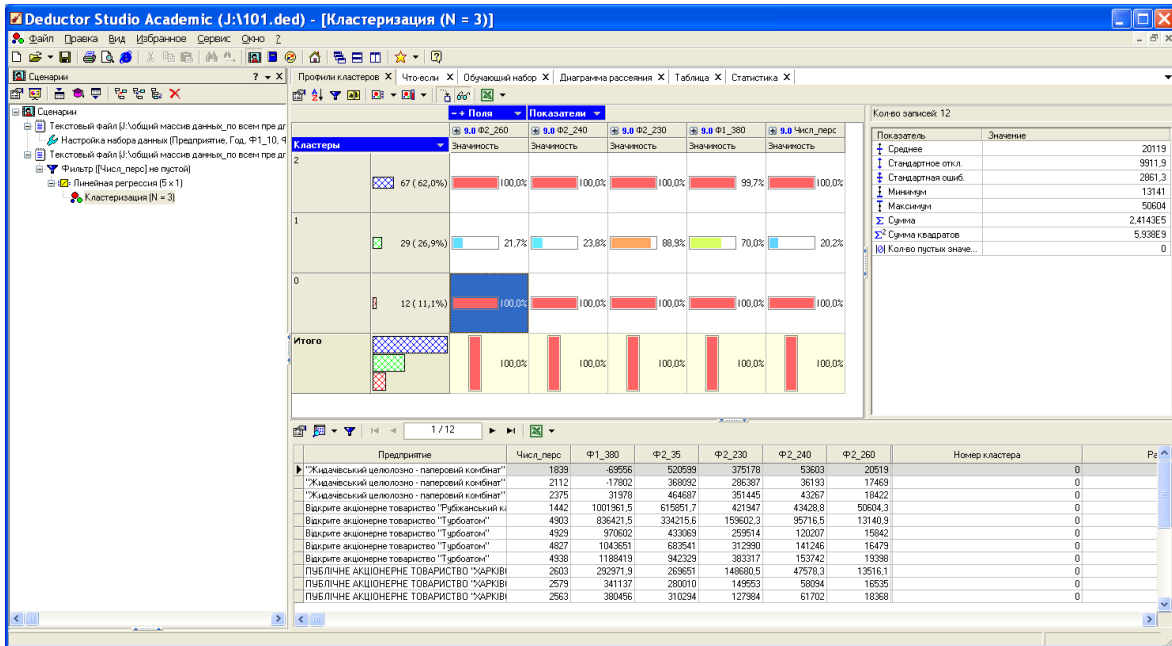 Deductor Studio Academic (J:\101.ded) - [Кластеризация (N = 3)]
Файл Правка Вид Избранное Сервис Окно ?
Сценарии
Сценарии
Текстовый файл (J:\общий массив данных_по всем пре дг
Настройка набора данных (Предприятие, Год, Ф1_10, Ф
Текстовый файл (J:\общий массив данных_по всем пре дг
Фильтр ([Числ_перс] не пустой)
Линейная регрессия (5 x 1)
Кластеризация (N = 3)
Профили кластеров X Что-если X Обучающий набор X Диаграмма рассеяния X Таблица X Статистика X
- + Поля Показатели
9.0 Ф2_260 9.0 Ф2_240 9.0 Ф2_230 9.0 Ф1_380 9.0 Числ_перс
Кластеры Значимость Значимость Значимость Значимость Значимость
2
67 ( 62,0%) 100,0% 100,0% 100,0% 99,7% 100,0%
1
29 ( 26,9%) 21,7% 23,8% 88,9% 70,0% 20,2%
0
12 ( 11,1%) 100,0% 100,0% 100,0% 100,0% 100,0%
Итого
100,0% 100,0% 100,0% 100,0% 100,0%
Кол-во записей: 12
Показатель Значение
Среднее 20119
Стандартное откл. 9911,9
Стандартная ошиб. 2861,3
Минимум 13141
Максимум 50604
Сумма 2,4143E5
Сумма квадратов 5,938E9
Кол-во пустых значе... 0
1 / 12
Предприятие Числ_перс Ф1_380 Ф2_35 Ф2_230 Ф2_240 Ф2_260 Номер кластера Ра
"Жидачівський целюлозно - паперовий комбінат" 1839 -69556 520599 375178 53603 20519 0
"Жидачівський целюлозно - паперовий комбінат" 2112 -17802 368092 286387 36193 17469 0
"Жидачівський целюлозно - паперовий комбінат" 2375 31978 464687 351445 43267 18422 0
Відкрите акціонерне товариство "Рубіжанський ка 1442 1001961,5 615851,7 421947 43428,8 50604,3 0
Відкрите акціонерне товариство "Турбоатом" 4903 836421,5 334215,6 159602,3 95716,5 13140,9 0
Відкрите акціонерне товариство "Турбоатом" 4929 970602 433069 259514 120207 15842 0
Відкрите акціонерне товариство "Турбоатом" 4827 1043651 683541 312990 141246 16479 0
Відкрите акціонерне товариство "Турбоатом" 4938 1188419 942329 383317 153742 19398 0
ПУБЛІЧНЕ АКЦІОНЕРНЕ ТОВАРИСТВО "ХАРКІВ 2603 292971,9 269651 148680,5 47578,3 13516,1 0
ПУБЛІЧНЕ АКЦІОНЕРНЕ ТОВАРИСТВО "ХАРКІВ 2579 341137 280010 149553 58094 16535 0
ПУБЛІЧНЕ АКЦІОНЕРНЕ ТОВАРИСТВО "ХАРКІВ 2563 380456 310294 127984 61702 18368 0